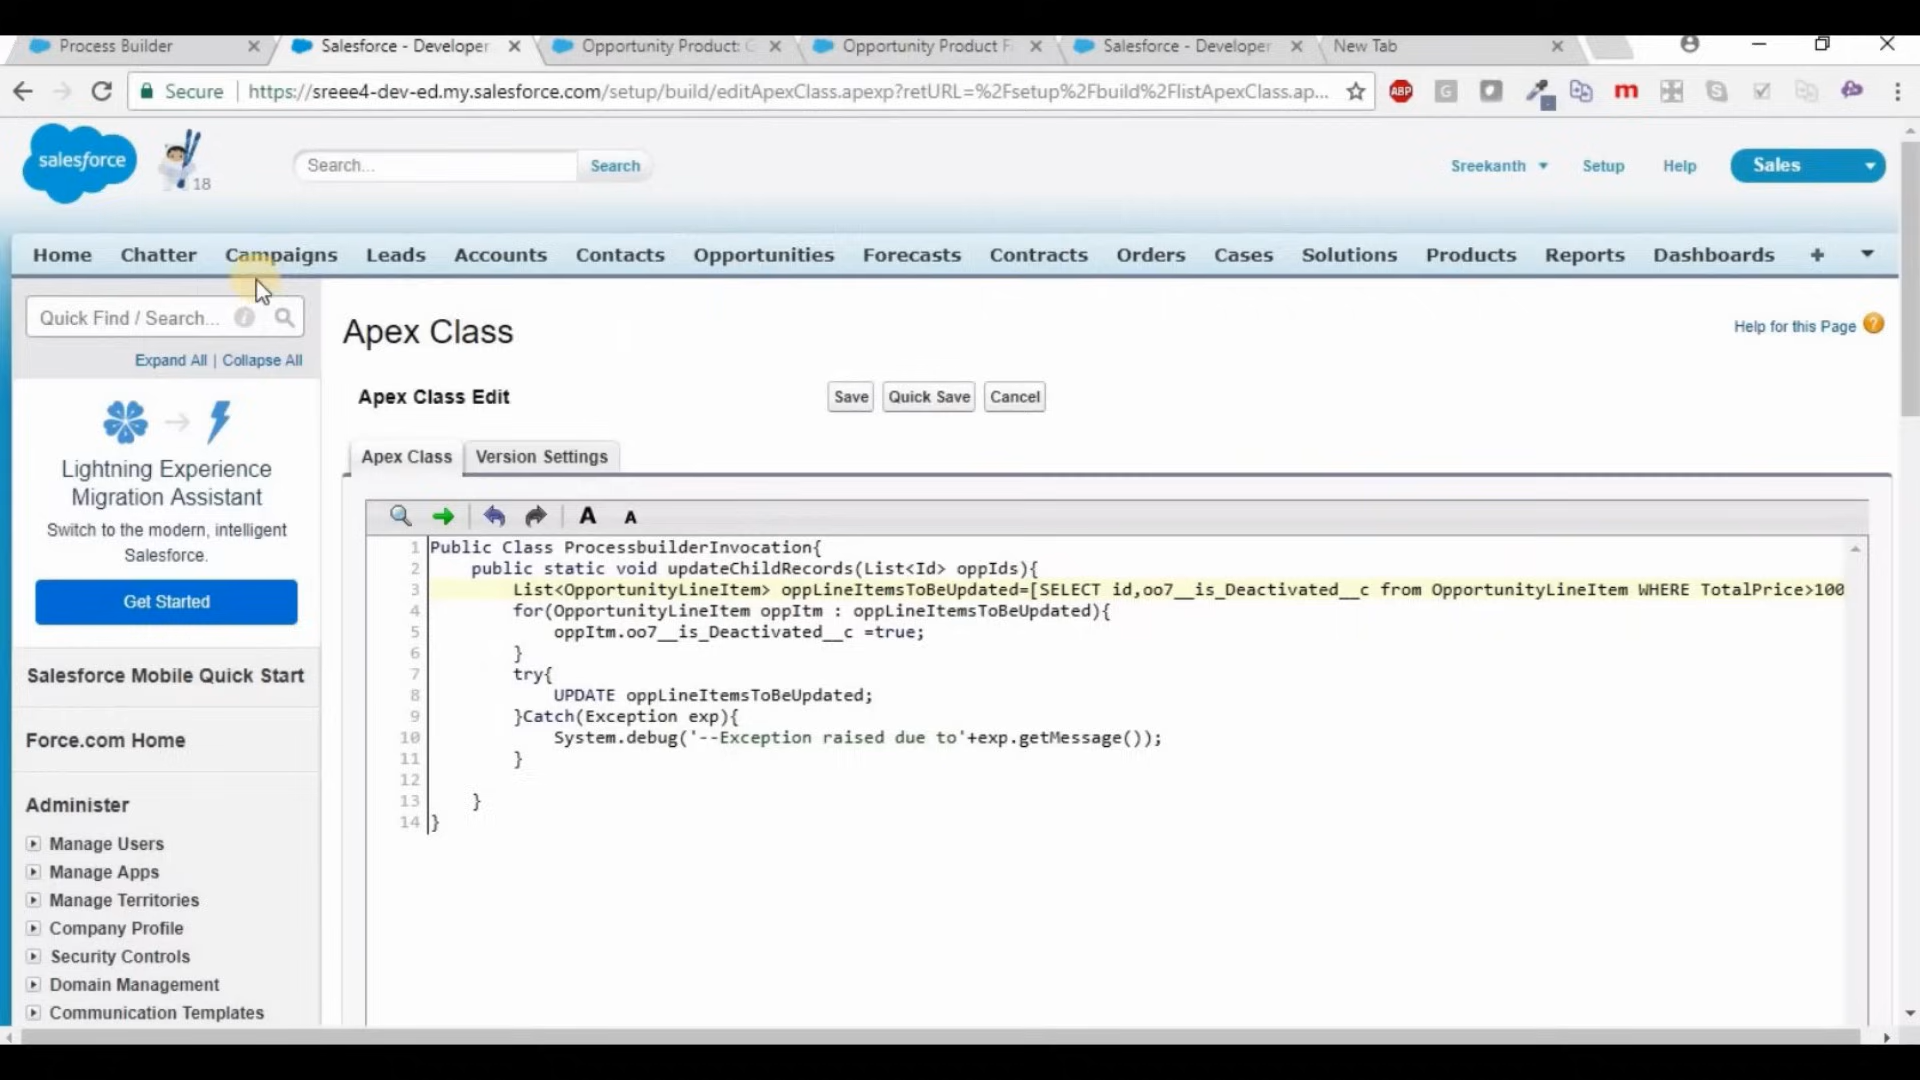 Process Builder
Salesforce - Developer
Opportunity Product:
Opportunity Product F
Salesforce - Developer
New Tab
Secure
https://sreee4-dev-ed.my.salesforce.com/setup/build/editApexClass.apexp?retURL=%2Fsetup%2Fbuild%2FlistApexClass.ap...
ABP
G
m
salesforce
18
Search...
Search
Sreekanth
Setup
Help
Sales
Home
Chatter
Campaigns
Leads
Accounts
Contacts
Opportunities
Forecasts
Contracts
Orders
Cases
Solutions
Products
Reports
Dashboards
+
Quick Find / Search...
Expand All | Collapse All
Lightning Experience
Migration Assistant
Switch to the modern, intelligent
Salesforce.
Get Started
Salesforce Mobile Quick Start
Force.com Home
Administer
Manage Users
Manage Apps
Manage Territories
Company Profile
Security Controls
Domain Management
Communication Templates
Apex Class
Help for this Page ?
Apex Class Edit
Save
Quick Save
Cancel
Apex Class
Version Settings
A A
1 Public Class ProcessbuilderInvocation{
2 public static void updateChildRecords(List<Id> oppIds){
3 List<OpportunityLineItem> oppLineItemsToBeUpdated=[SELECT id,oo7__is_Deactivated__c from OpportunityLineItem WHERE TotalPrice>100
4 for(OpportunityLineItem oppItm : oppLineItemsToBeUpdated){
5 oppItm.oo7__is_Deactivated__c =true;
6 }
7 try{
8 UPDATE oppLineItemsToBeUpdated;
9 }Catch(Exception exp){
10 System.debug('--Exception raised due to'+exp.getMessage());
11 }
12
13 }
14 }